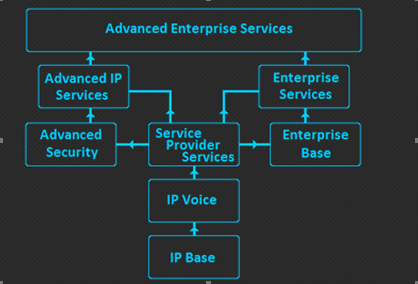 Advanced Enterprise Services
Advanced IP
Services
Enterprise
Services
Advanced
Security
Service
Provider
Services
Enterprise
Base
IP Voice
IP Base